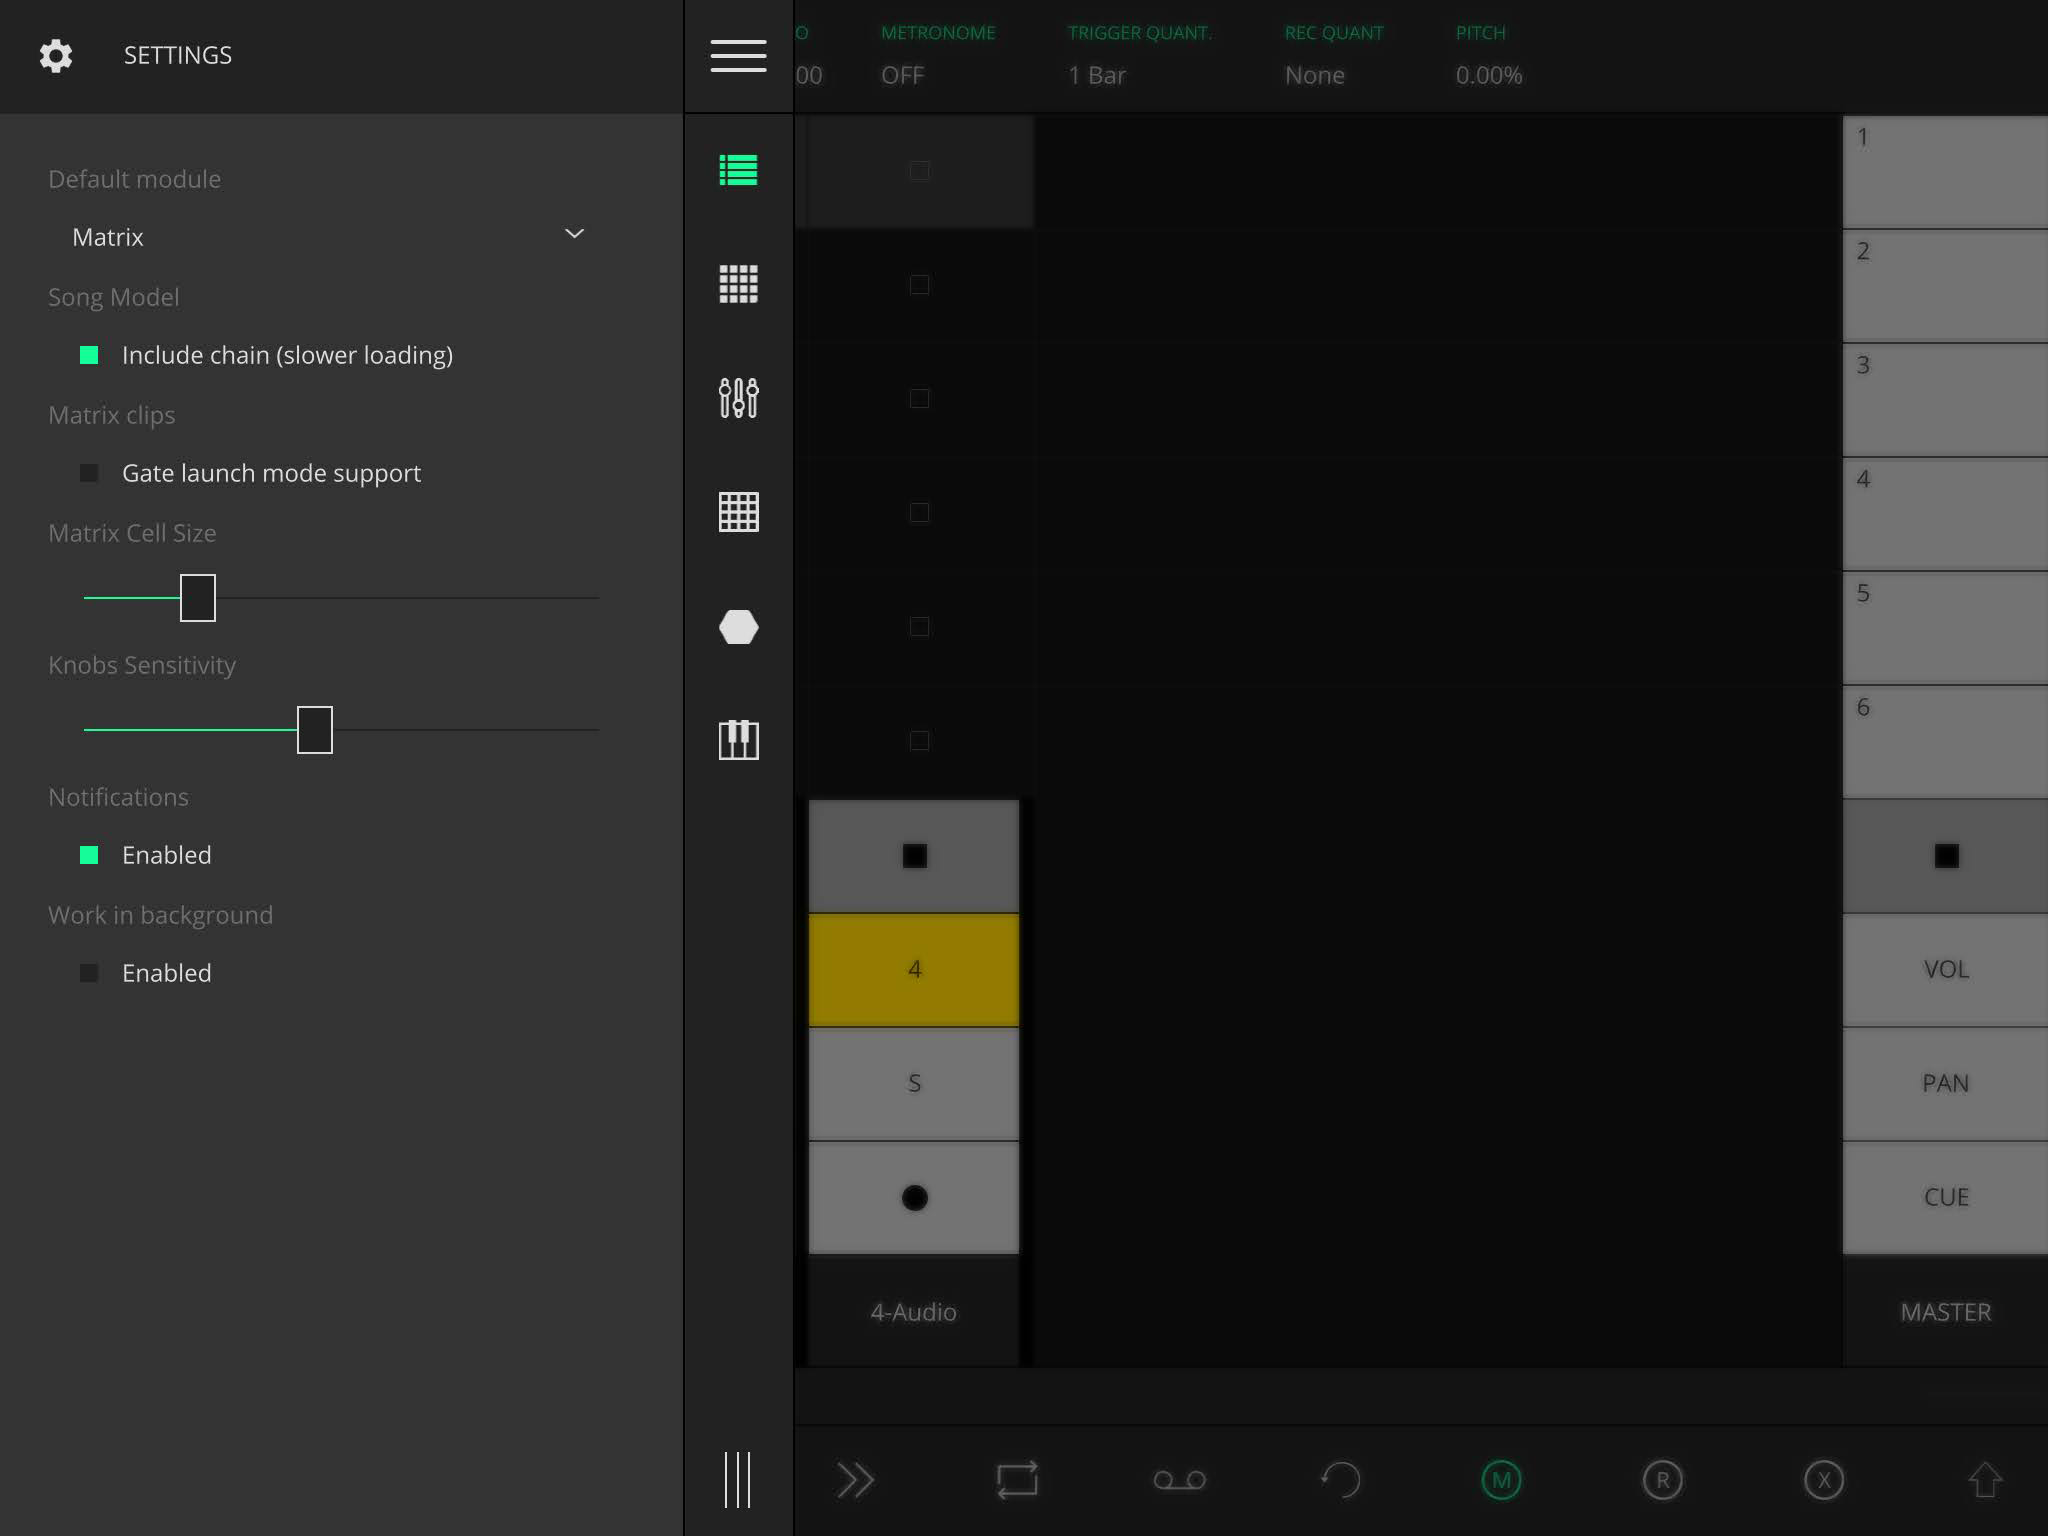 SETTINGS
Default module
Matrix
Song Model
Include chain (slower loading)
Matrix clips
Gate launch mode support
Matrix Cell Size
Knobs Sensitivity
Notifications
Enabled
Work in background
Enabled
O METRONOME TRIGGER QUANT. REC QUANT PITCH
00 OFF 1 Bar None 0.00%
1
2
3
4
5
6
4 VOL
S PAN
CUE
4-Audio MASTER
M R X